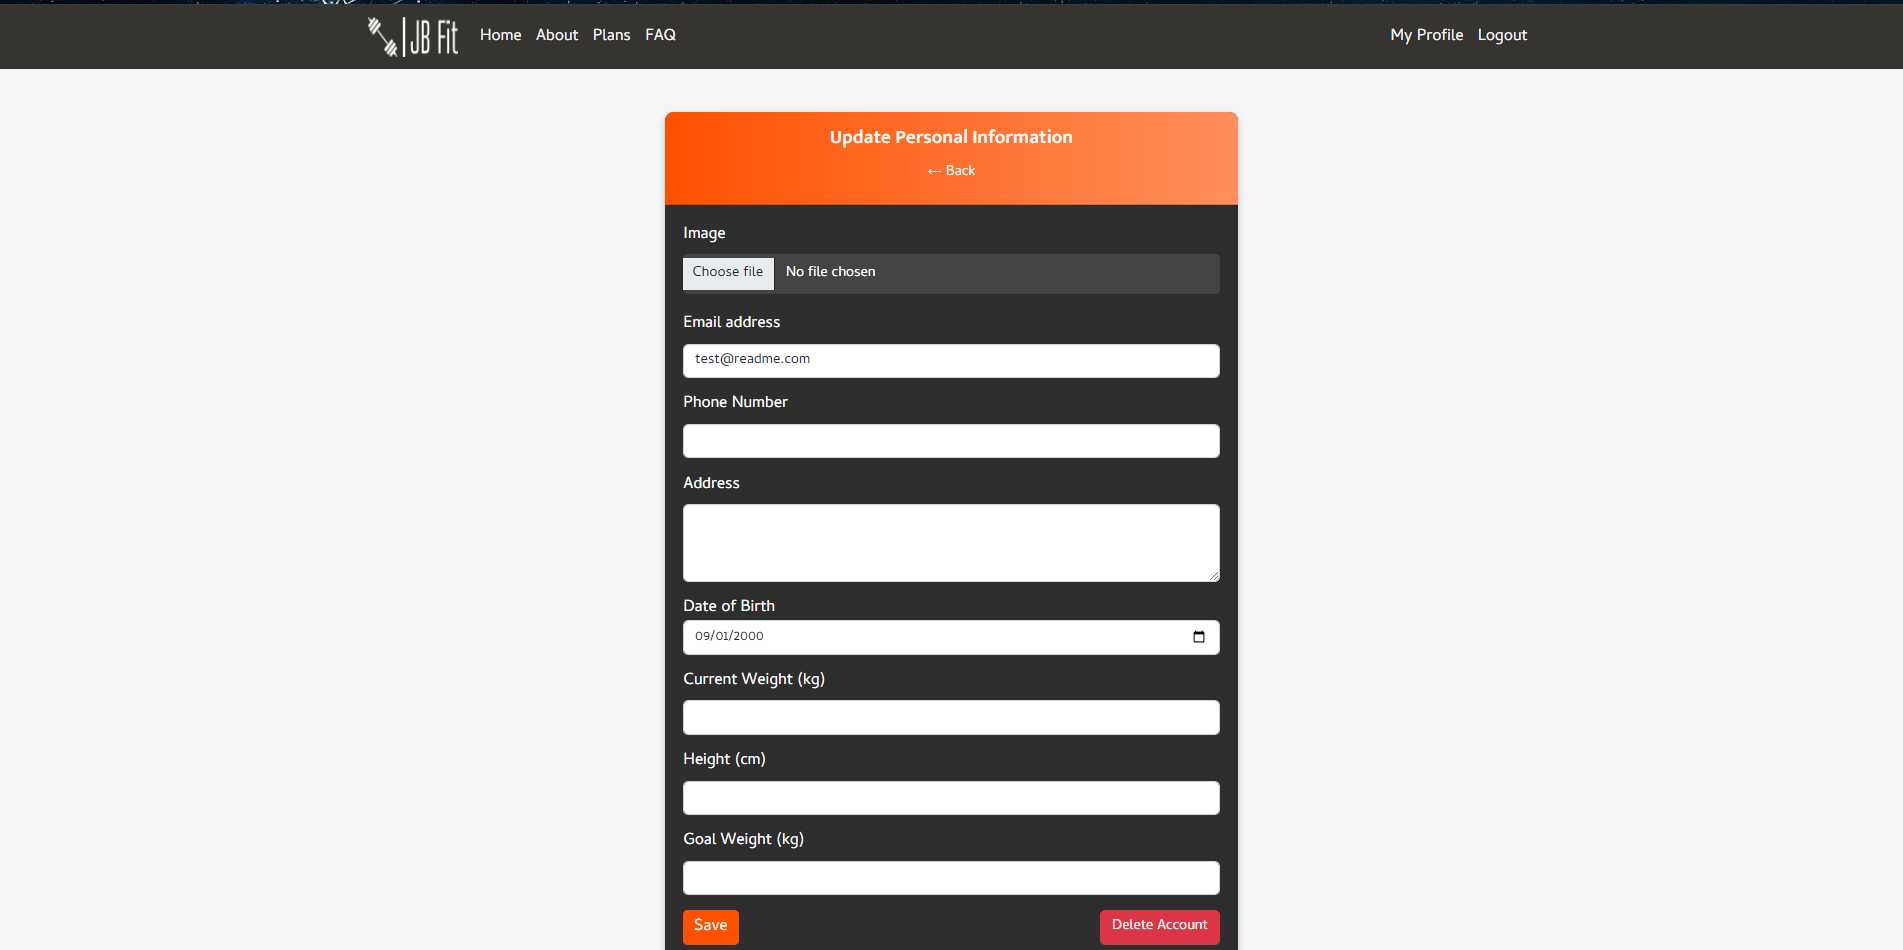 JB Fit Home About Plans FAQ My Profile Logout
Update Personal Information
← Back
Image
Choose file No file chosen
Email address
test@readme.com
Phone Number
Address
Date of Birth
09/01/2000
Current Weight (kg)
Height (cm)
Goal Weight (kg)
Save Delete Account